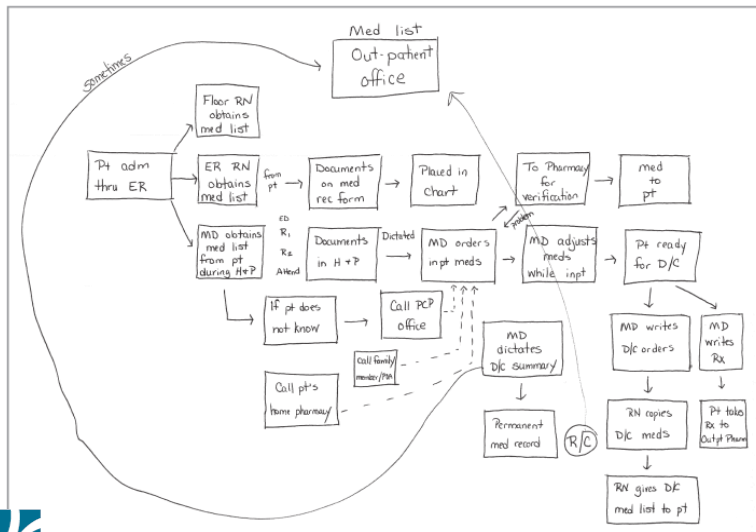 Med list
Out-patient
office
sometimes
Floor RN
obtains
med list
Pt adm
thru ER
ER RN
obtains
med list
from
pt
Documents
on med
rec form
Placed in
chart
To Pharmacy
for
verification
med
to
pt
MD obtains
med list
from pt
during H&P
ED
R1
R2
Attend
Documents
in H & P
Dictated
MD orders
inpt meds
problem
MD adjusts
meds
while inpt
Pt ready
for D/C
If pt does
not know
Call PCP
office
Call family
member/POA
Call pt's
home pharmacy
MD
dictates
D/C summary
Permanent
med record
R/C
MD writes
D/C orders
MD
writes
Rx
RN copies
D/C meds
Pt take
Rx to
Outpt Pharm
RN gives D/C
med list to pt